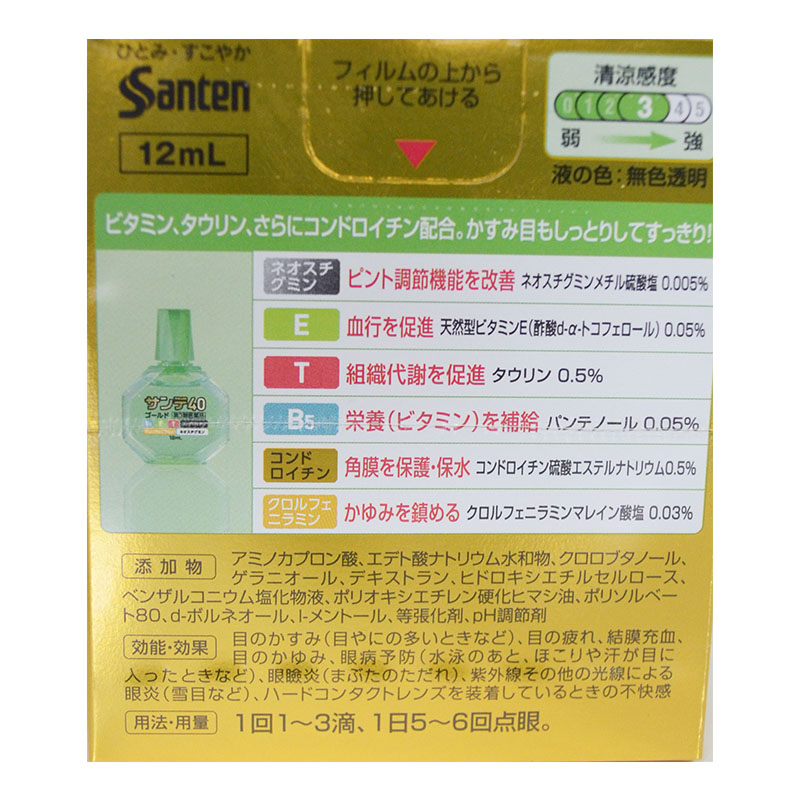 ひとみ・すこやか
Santen
12mL
フィルムの上から
押してあける
清涼感度
0 1 2 3 4 5
弱 強
液の色:無色透明
ビタミン、タウリン、さらにコンドロイチン配合。かすみ目もしっとりしてすっきり!
ネオスチグミン ピント調節機能を改善 ネオスチグミンメチル硫酸塩 0.005%
E 血行を促進 天然型ビタミンE(酢酸d-α-トコフェロール) 0.05%
T 組織代謝を促進 タウリン 0.5%
B5 栄養(ビタミン)を補給 パンテノール 0.05%
コンドロイチン 角膜を保護・保水 コンドロイチン硫酸エステルナトリウム0.5%
クロルフェニラミン かゆみを鎮める クロルフェニラミンマレイン酸塩 0.03%
サンテ40
ゴールド
添加物 アミノカプロン酸、エデト酸ナトリウム水和物、クロロブタノール、
ゲラニオール、デキストラン、ヒドロキシエチルセルロース、
ベンザルコニウム塩化物液、ポリオキシエチレン硬化ヒマシ油、ポリソルベー
ト80、d-ボルネオール、l-メントール、等張化剤、pH調節剤
効能・効果 目のかすみ(目やにの多いときなど)、目の疲れ、結膜充血、
目のかゆみ、眼病予防(水泳のあと、ほこりや汗が目に
入ったときなど)、眼瞼炎(まぶたのただれ)、紫外線その他の光線による
眼炎(雪目など)、ハードコンタクトレンズを装着しているときの不快感
用法・用量 1回1〜3滴、1日5〜6回点眼。